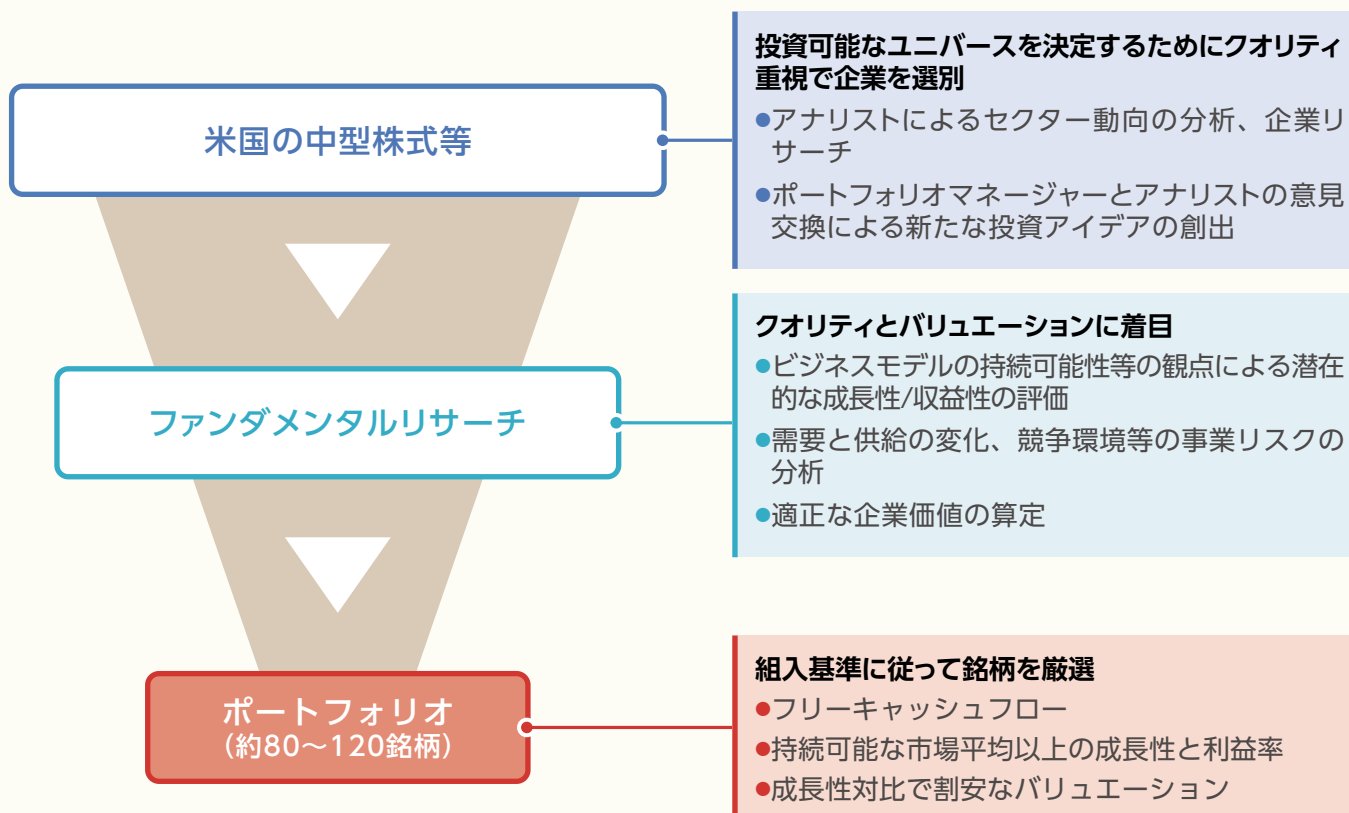 米国の中型株式等
投資可能なユニバースを決定するためにクオリティ
重視で企業を選別
●アナリストによるセクター動向の分析、企業リ
サーチ
●ポートフォリオマネージャーとアナリストの意見
交換による新たな投資アイデアの創出
ファンダメンタルリサーチ
クオリティとバリュエーションに着目
●ビジネスモデルの持続可能性等の観点による潜在
的な成長性/収益性の評価
●需要と供給の変化、競争環境等の事業リスクの
分析
●適正な企業価値の算定
ポートフォリオ
（約80～120銘柄）
組入基準に従って銘柄を厳選
●フリーキャッシュフロー
●持続可能な市場平均以上の成長性と利益率
●成長性対比で割安なバリュエーション